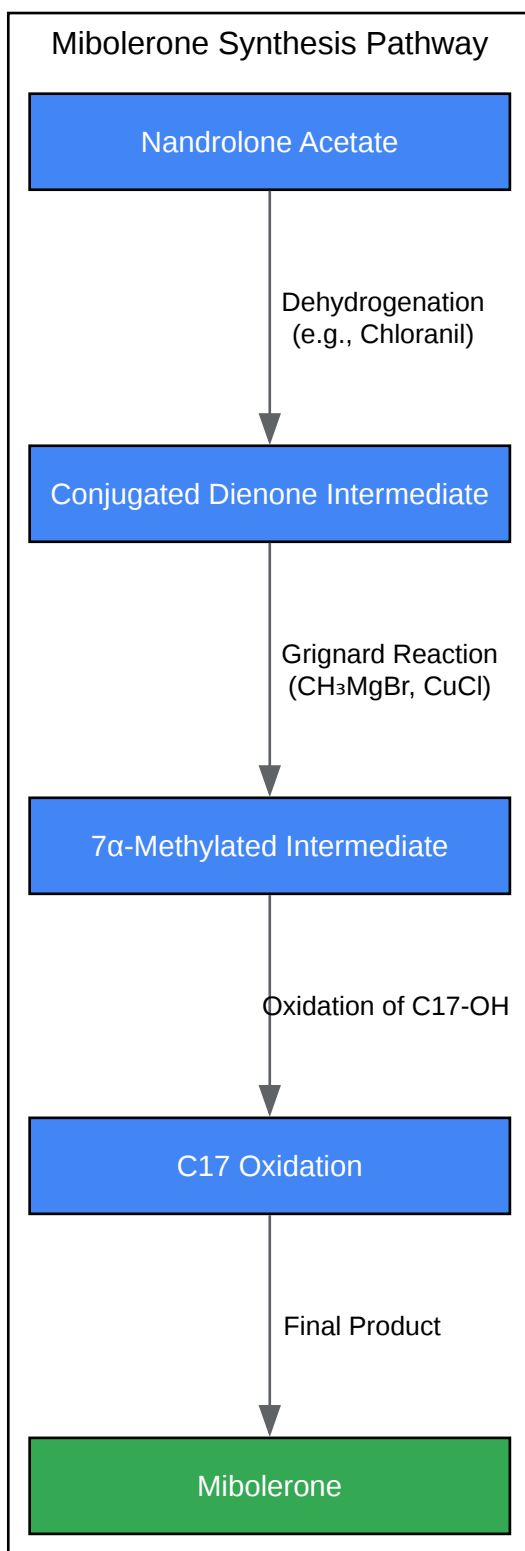 Mibolerone Synthesis Pathway
Nandrolone Acetate
Dehydrogenation
(e.g., Chloranil)
Conjugated Dienone Intermediate
Grignard Reaction
(CH₃MgBr, CuCl)
7α-Methylated Intermediate
Oxidation of C17-OH
C17 Oxidation
Final Product
Mibolerone